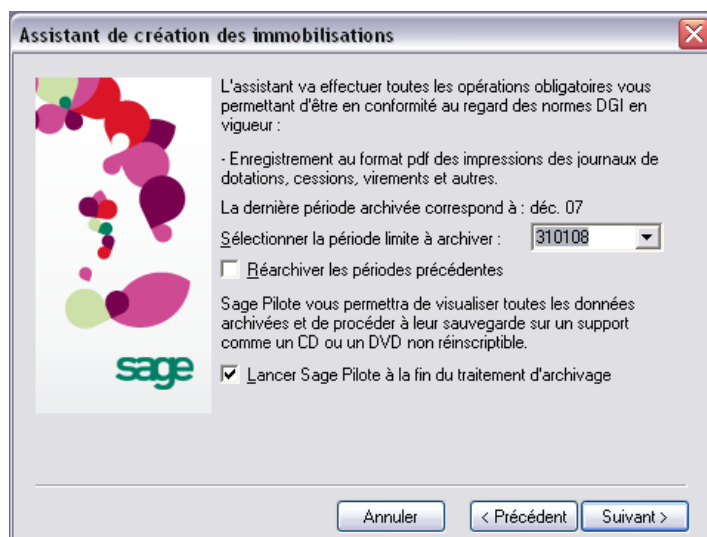 Assistant de création des immobilisations
L'assistant va effectuer toutes les opérations obligatoires vous
permettant d'être en conformité au regard des normes DGI en
vigueur :
- Enregistrement au format pdf des impressions des journaux de
dotations, cessions, virements et autres.
La dernière période archivée correspond à : déc. 07
Sélectionner la période limite à archiver : 310108
Réarchiver les périodes précédentes
Sage Pilote vous permettra de visualiser toutes les données
archivées et de procéder à leur sauvegarde sur un support
comme un CD ou un DVD non réinscriptible.
sage
Lancer Sage Pilote à la fin du traitement d'archivage
Annuler
< Précédent
Suivant >